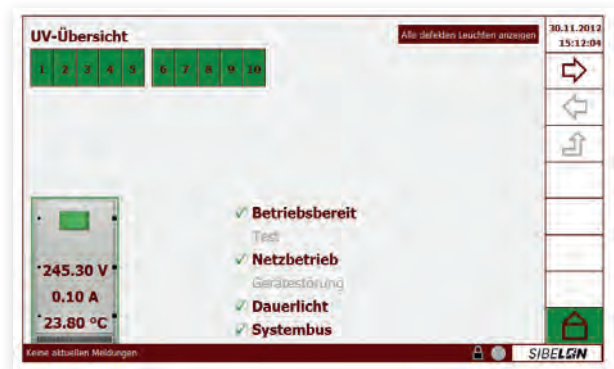 UV-Übersicht
Alle defekten Leuchten anzeigen
30.11.2012
15:12:04
1 2 3 4 5 6 7 8 9 10
✓ Betriebsbereit
Test
✓ Netzbetrieb
Gerätestörung
✓ Dauerlicht
✓ Systembus
245.30 V
0.10 A
23.80 °C
Keine aktuellen Meldungen
SIBELON